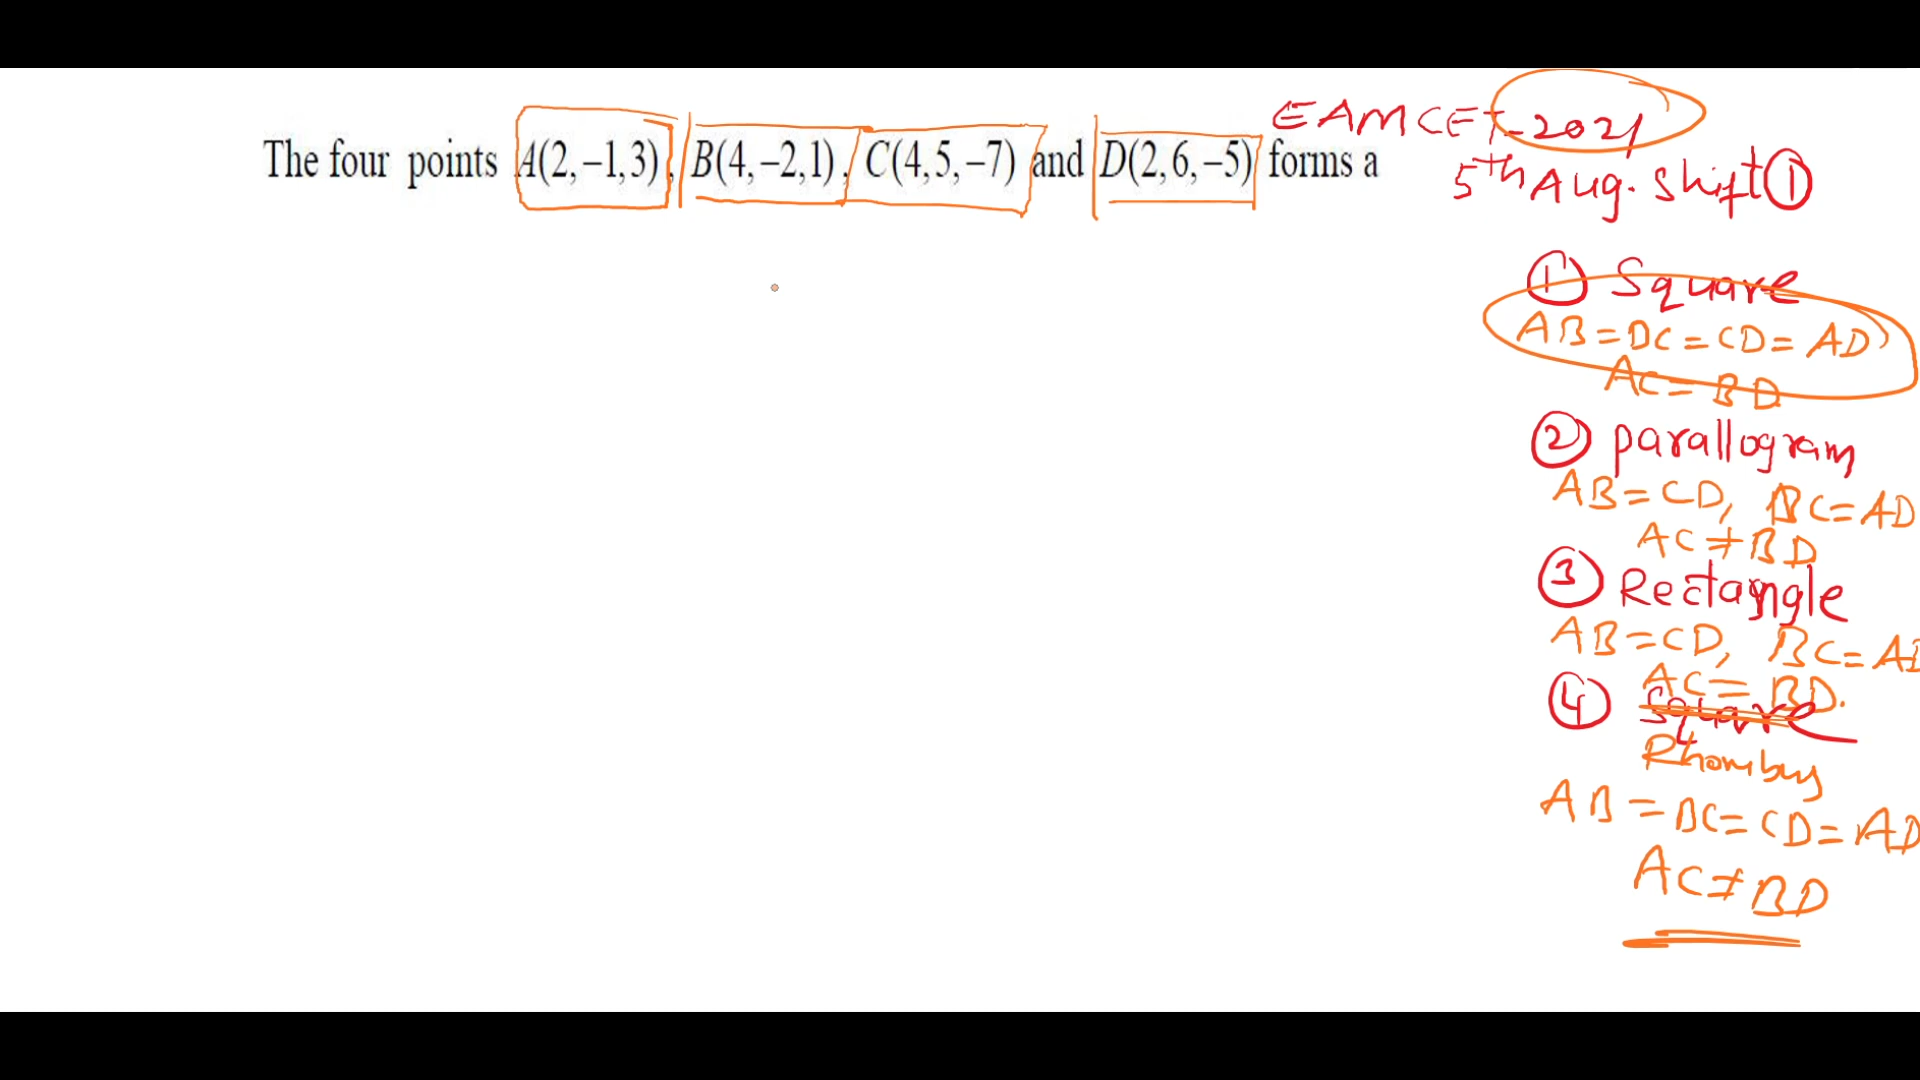 The four points A(2,–1,3), B(4,–2,1), C(4,5,–7) and D(2,6,–5) forms a
EAMCET-2021
5th Aug. Shift ①
① Square
AB = BC = CD = AD
AC = BD
② parallogram
AB = CD, BC = AD
AC ≠ BD
③ Rectangle
AB = CD, BC = AD
AC = BD.
④ Square
Rhombus
AB = BC = CD = AD
AC ≠ BD